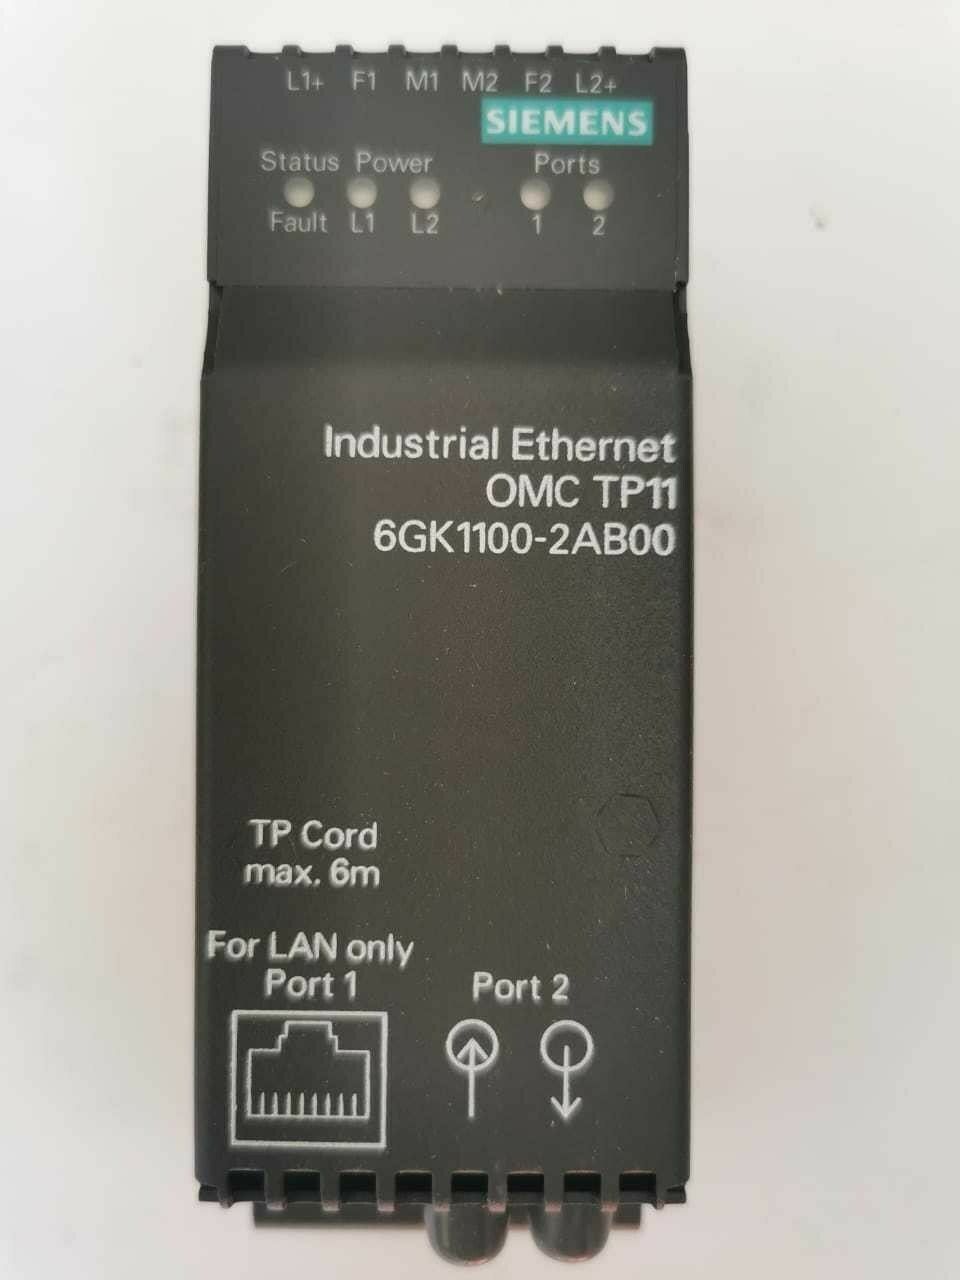 L1+ F1 M1 M2 F2 L2+
SIEMENS
Status Power Ports
Fault L1 L2 1 2
Industrial Ethernet
OMC TP11
6GK1100-2AB00
TP Cord
max. 6m
For LAN only
Port 1 Port 2